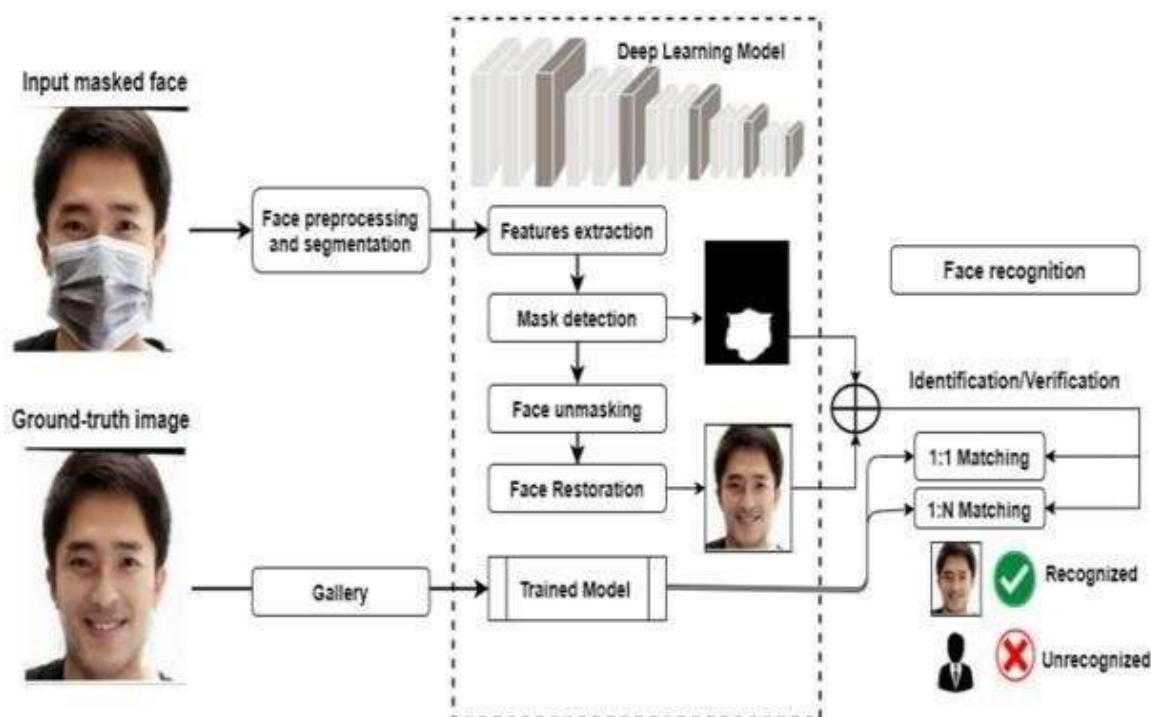 Deep Learning Model
Input masked face
Face preprocessing
and segmentation
Features extraction
Face recognition
Mask detection
Identification/Verification
Ground-truth image
Face unmasking
1:1 Matching
Face Restoration
1:N Matching
Gallery
Trained Model
Recognized
Unrecognized